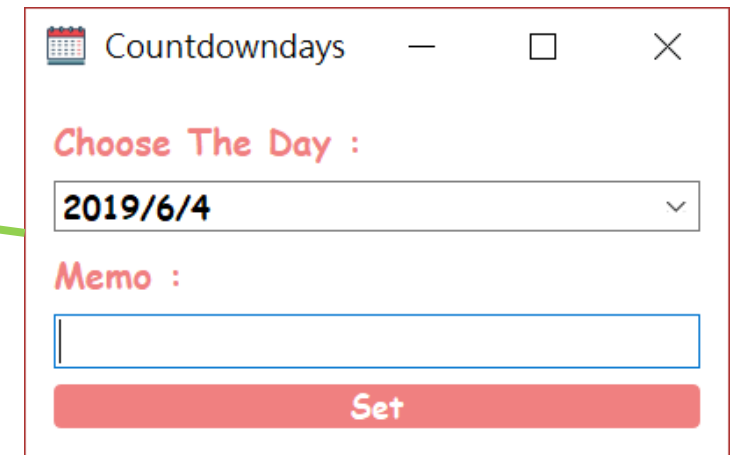 Countdowndays
Choose The Day :
2019/6/4
Memo :
Set